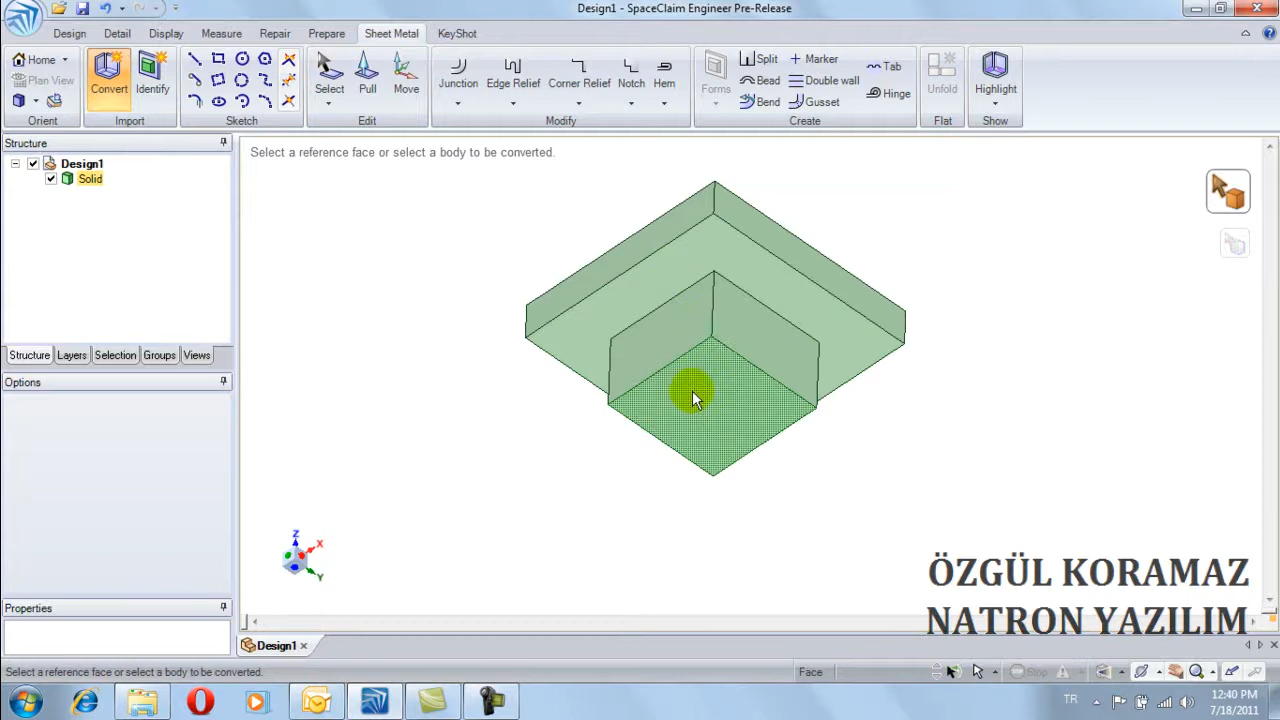 Design1 - SpaceClaim Engineer Pre-Release
Design Detail Display Measure Repair Prepare Sheet Metal KeyShot
Home
Plan View
Orient
Convert Identify
Import
Sketch
Select Pull Move
Edit
Junction Edge Relief Corner Relief Notch Hem
Modify
Forms
Split Marker Tab
Bead Double wall Hinge
Bend Gusset
Create
Unfold
Flat
Highlight
Show
Structure
Design1
Solid
Structure Layers Selection Groups Views
Options
Properties
Select a reference face or select a body to be converted.
X
Y
Z
ÖZGÜL KORAMAZ
NATRON YAZILIM
Design1
Select a reference face or select a body to be converted.
Face
Stop
TR
12:40 PM
7/18/2011